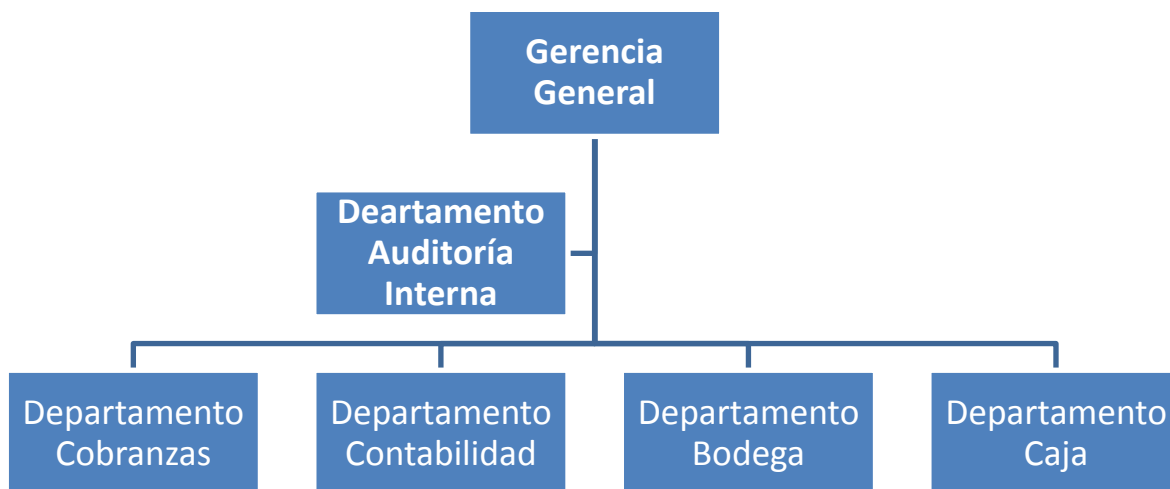 Gerencia
General
Deartamento
Auditoría
Interna
Departamento
Cobranzas
Departamento
Contabilidad
Departamento
Bodega
Departamento
Caja